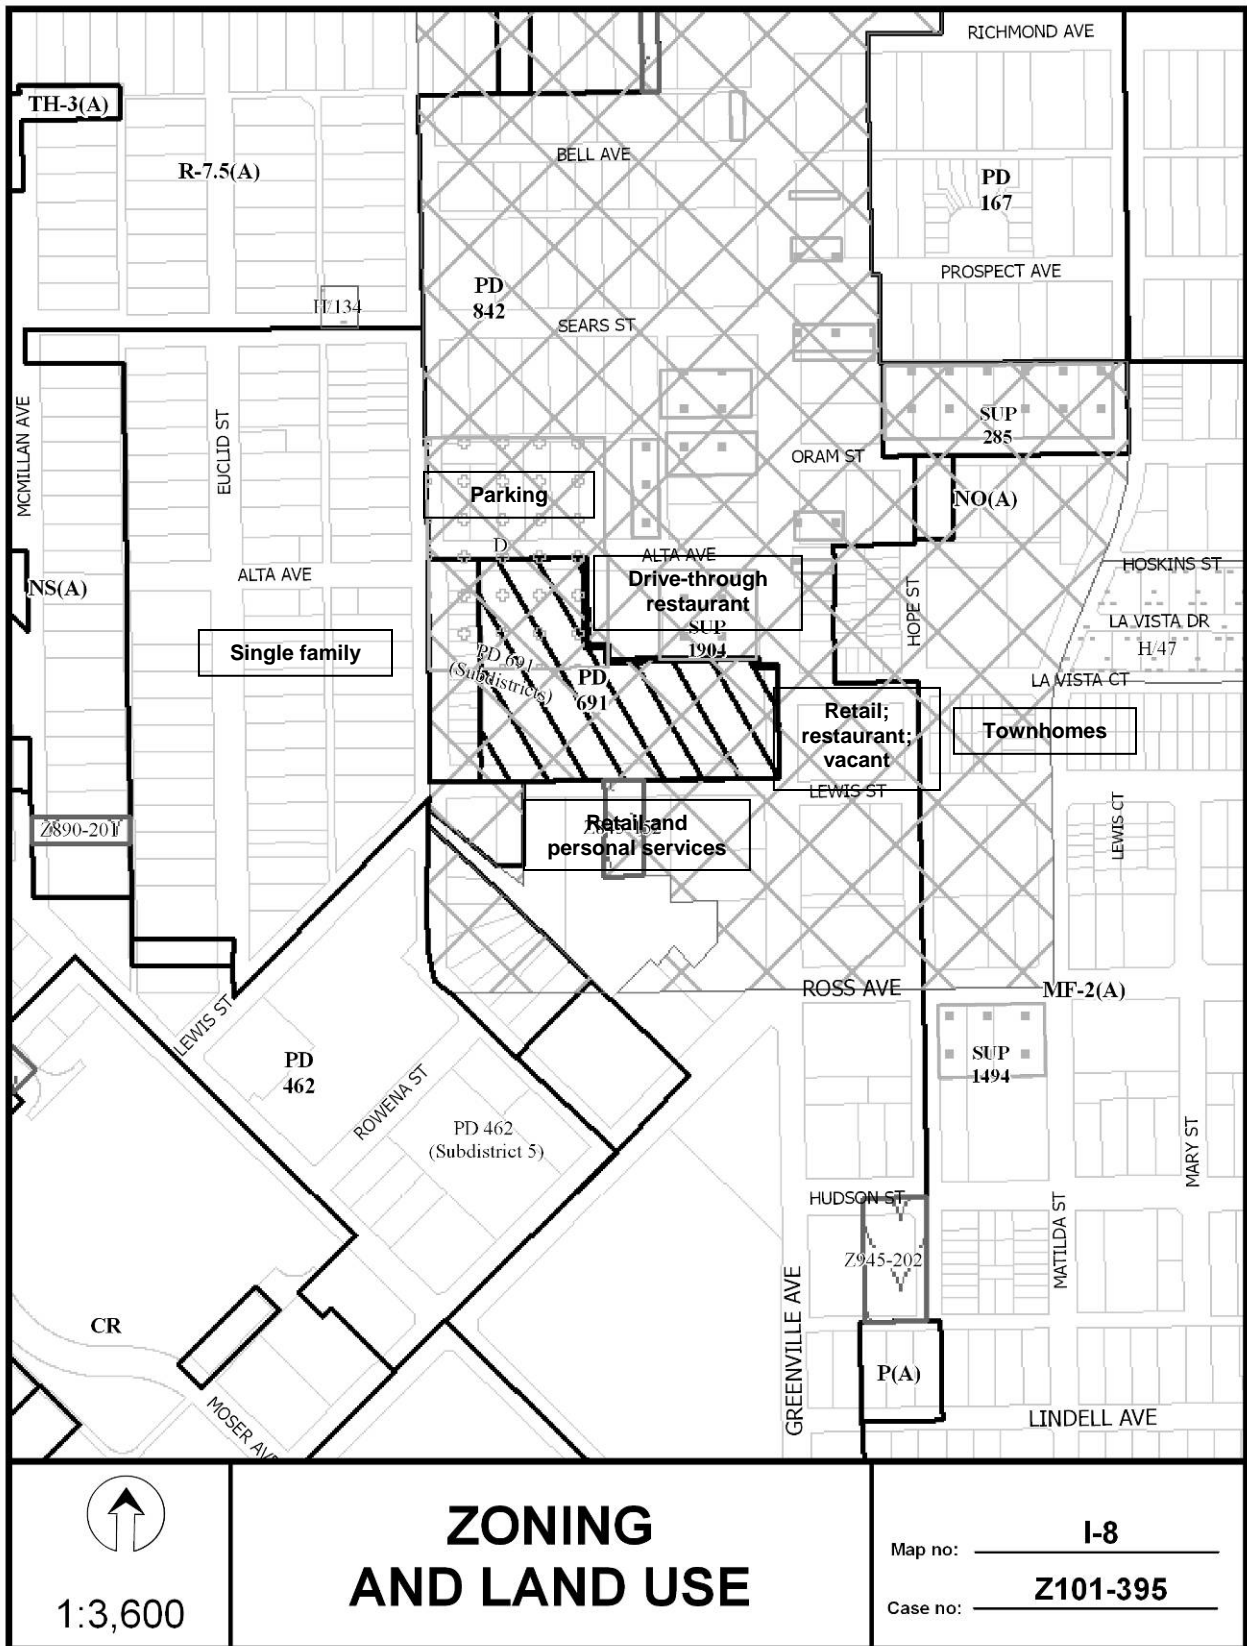 RICHMOND AVE
TH-3(A)
BELL AVE
R-7.5(A)
PD
167
PROSPECT AVE
PD
842
H/134
SEARS ST
MCMILLAN AVE
EUCLID ST
SUP
285
ORAM ST
Parking
NO(A)
D
ALTA AVE
HOSKINS ST
NS(A)
ALTA AVE
Drive-through
restaurant
HOPE ST
LA VISTA DR
SUP
1904
H/47
Single family
PD 691
(Subdistricts)
PD
691
LA VISTA CT
Retail;
restaurant;
vacant
Townhomes
LEWIS ST
LEWIS CT
Z890-201
Retail and
personal services
ROSS AVE
MF-2(A)
LEWIS ST
PD
462
SUP
1494
ROWENA ST
PD 462
(Subdistrict 5)
MARY ST
HUDSON ST
MATILDA ST
Z945-202
GREENVILLE AVE
CR
P(A)
MOSER AVE
LINDELL AVE
1:3,600
ZONING
AND LAND USE
Map no: I-8
Case no: Z101-395